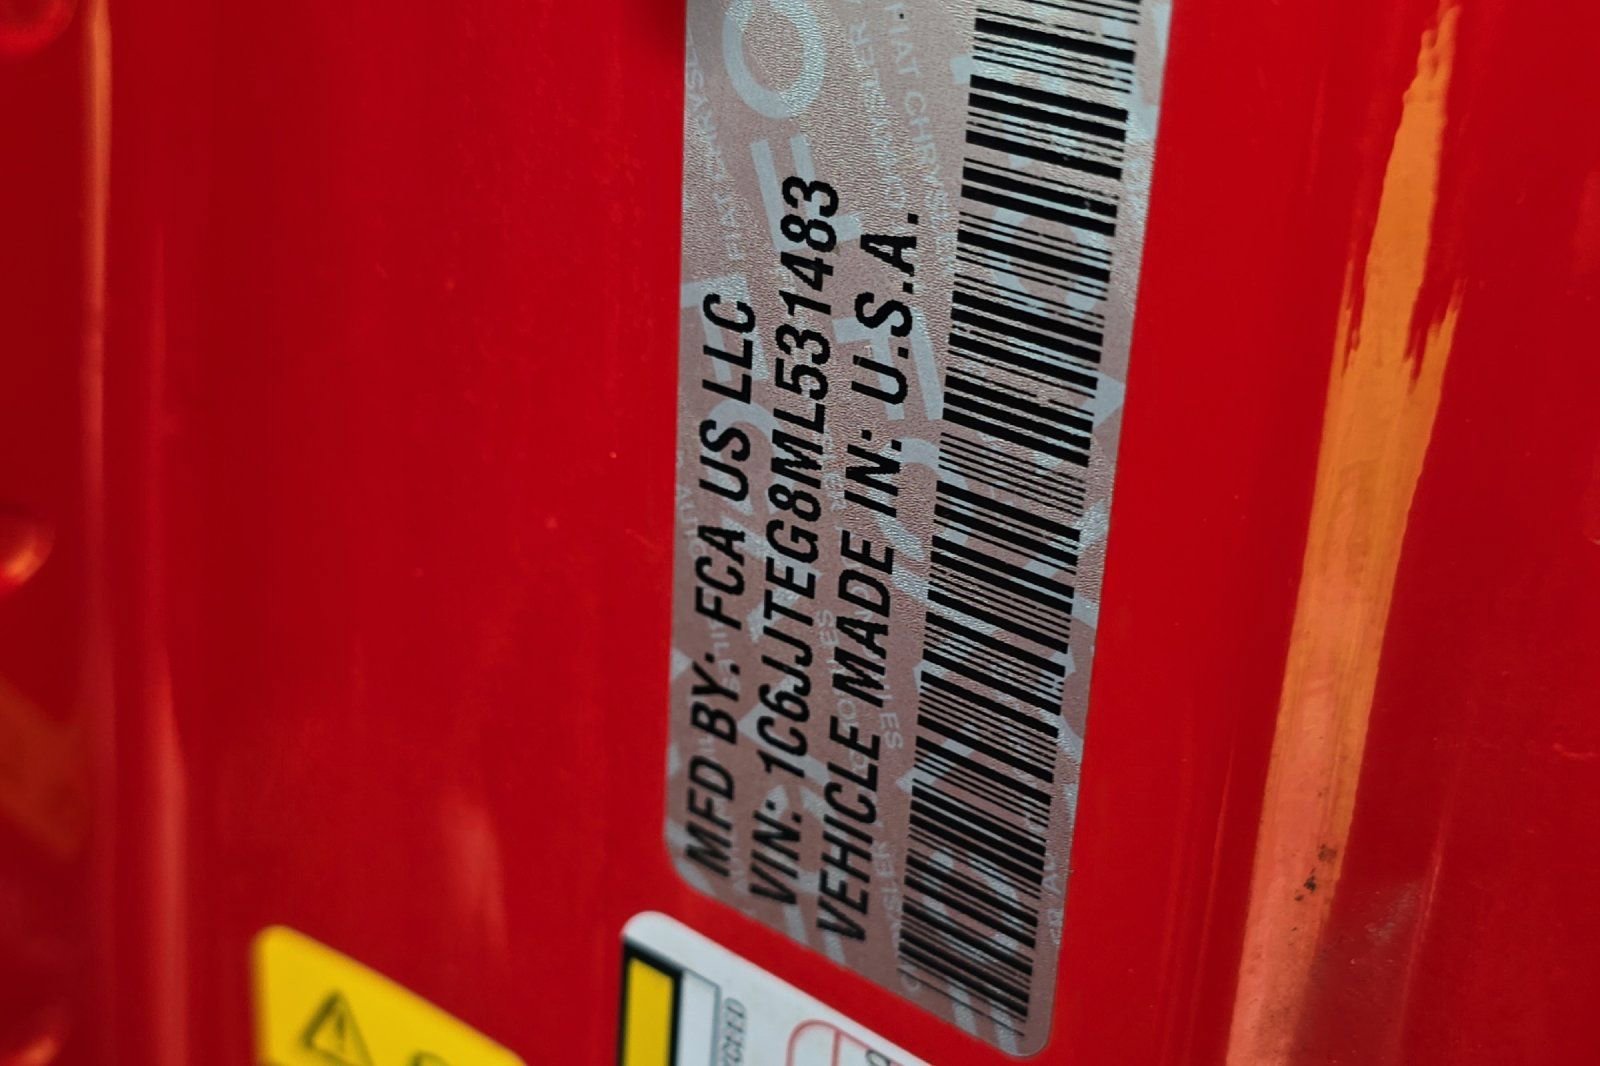 MFD BY: FCA US LLC
VIN: 1C6JJTEG8ML531483
VEHICLE MADE IN: U.S.A.